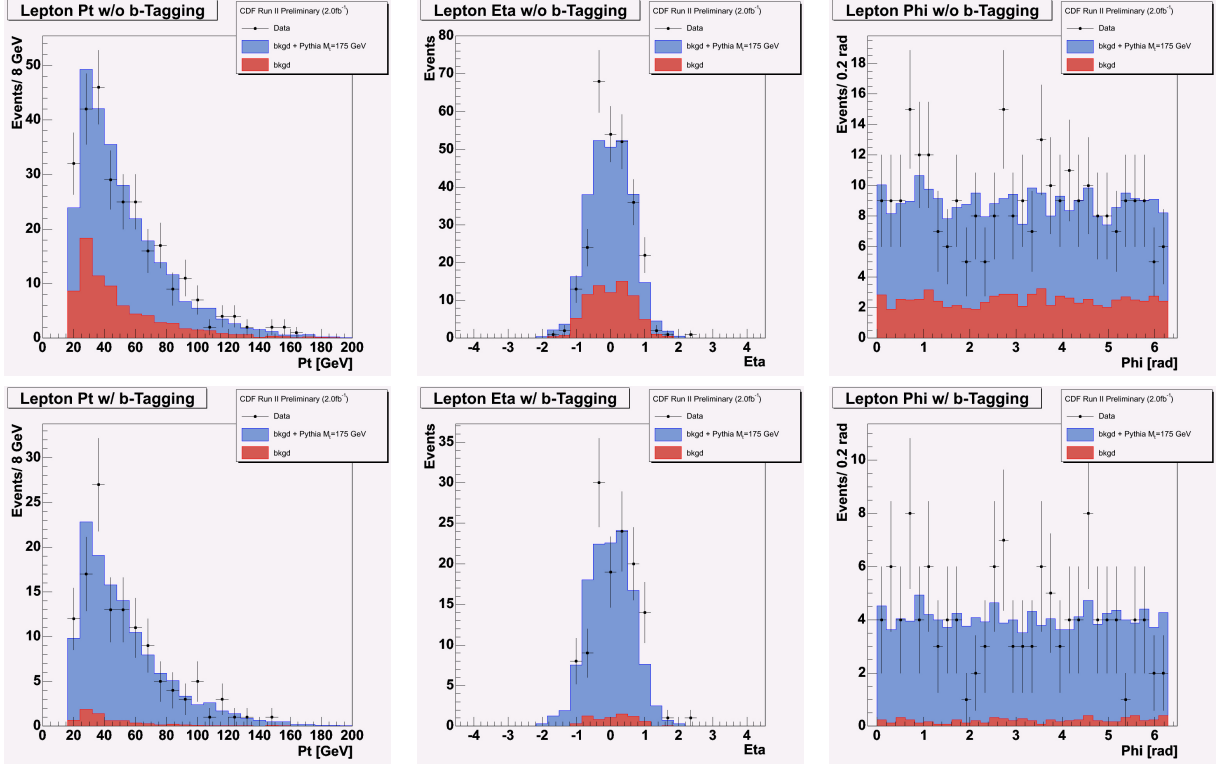 Lepton Pt w/o b-Tagging
CDF Run II Preliminary (2.0fb⁻¹)
Data
bkgd + Pythia Mₜ=175 GeV
bkgd
Events/ 8 GeV
50
40
30
20
10
0
0 20 40 60 80 100 120 140 160 180 200
Pt [GeV]
Lepton Eta w/o b-Tagging
CDF Run II Preliminary (2.0fb⁻¹)
Data
bkgd + Pythia Mₜ=175 GeV
bkgd
Events
80
70
60
50
40
30
20
10
0
-4 -3 -2 -1 0 1 2 3 4
Eta
Lepton Phi w/o b-Tagging
CDF Run II Preliminary (2.0fb⁻¹)
Data
bkgd + Pythia Mₜ=175 GeV
bkgd
Events/ 0.2 rad
18
16
14
12
10
8
6
4
2
0
0 1 2 3 4 5 6
Phi [rad]
Lepton Pt w/ b-Tagging
CDF Run II Preliminary (2.0fb⁻¹)
Data
bkgd + Pythia Mₜ=175 GeV
bkgd
Events/ 8 GeV
30
25
20
15
10
5
0
0 20 40 60 80 100 120 140 160 180 200
Pt [GeV]
Lepton Eta w/ b-Tagging
CDF Run II Preliminary (2.0fb⁻¹)
Data
bkgd + Pythia Mₜ=175 GeV
bkgd
Events
35
30
25
20
15
10
5
0
-4 -3 -2 -1 0 1 2 3 4
Eta
Lepton Phi w/ b-Tagging
CDF Run II Preliminary (2.0fb⁻¹)
Data
bkgd + Pythia Mₜ=175 GeV
bkgd
Events/ 0.2 rad
10
8
6
4
2
0
0 1 2 3 4 5 6
Phi [rad]